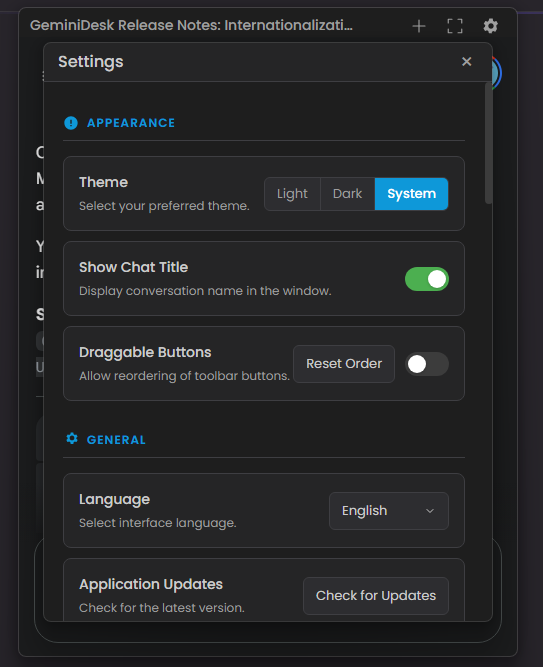 GeminiDesk Release Notes: Internationalizati...
Settings
APPEARANCE
Theme
Select your preferred theme.
Light
Dark
System
Show Chat Title
Display conversation name in the window.
Draggable Buttons
Allow reordering of toolbar buttons.
Reset Order
GENERAL
Language
Select interface language.
English
Application Updates
Check for the latest version.
Check for Updates